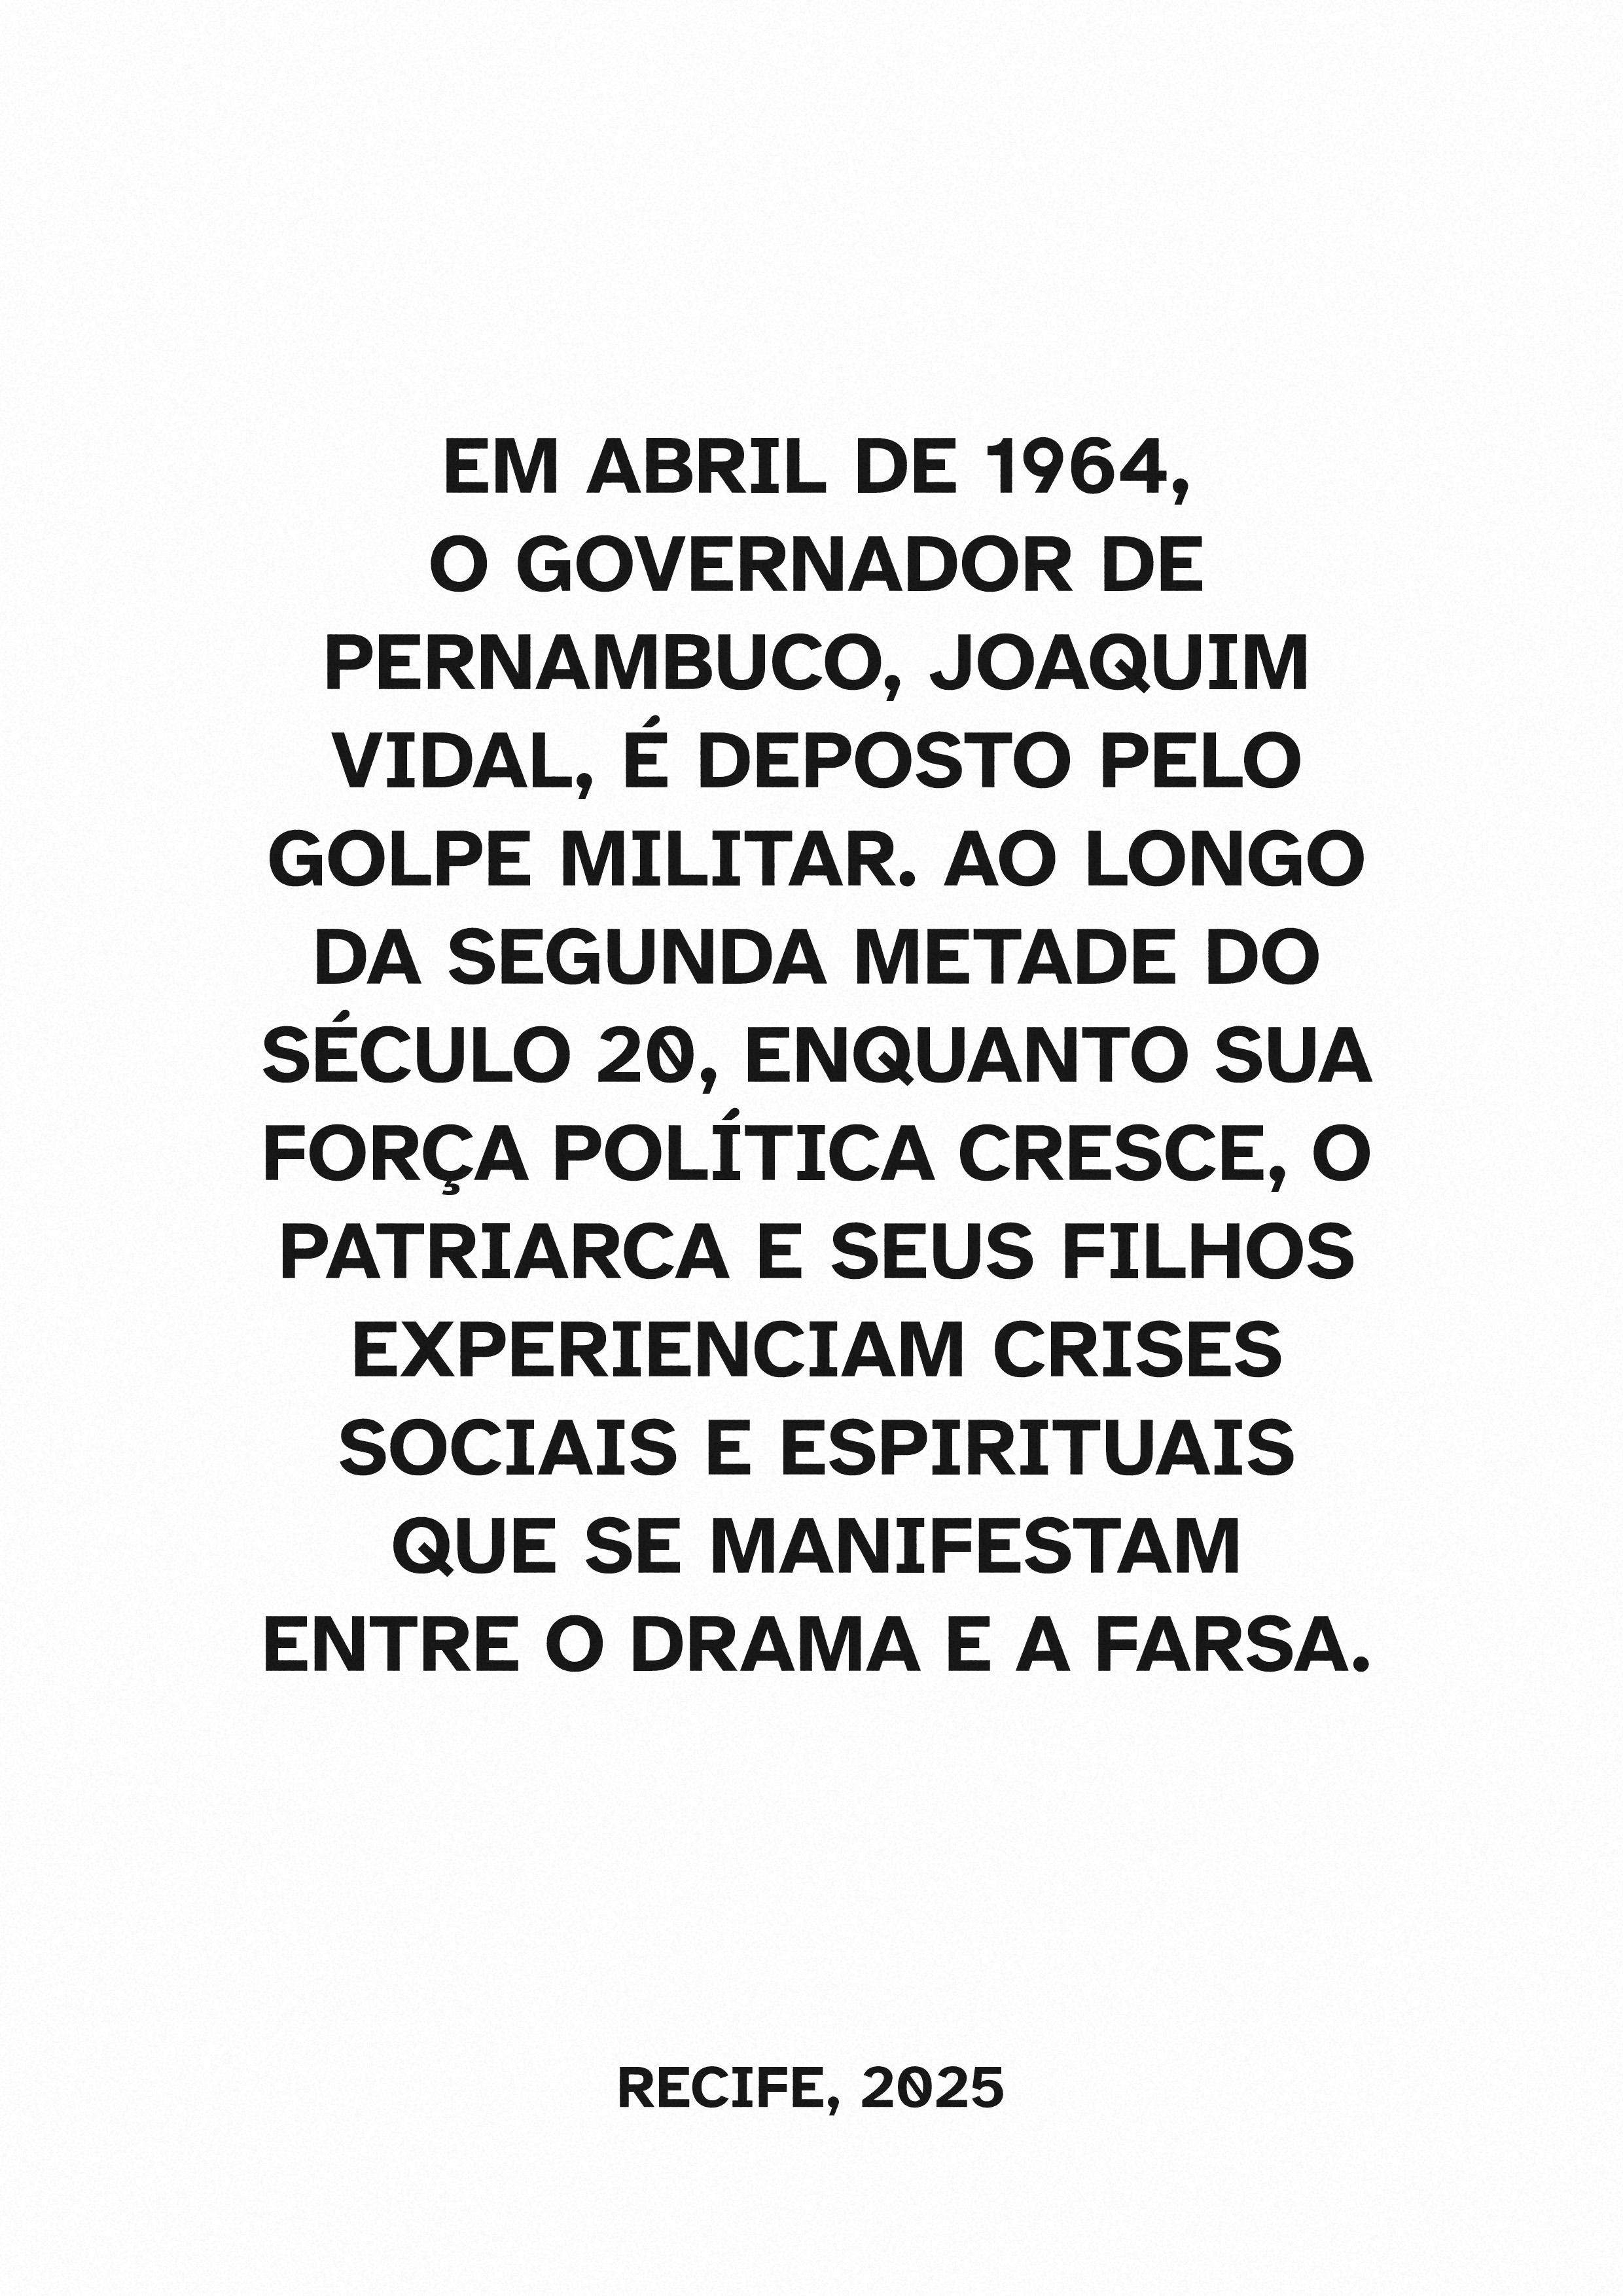 EM ABRIL DE 1964,
O GOVERNADOR DE
PERNAMBUCO, JOAQUIM
VIDAL, É DEPOSTO PELO
GOLPE MILITAR. AO LONGO
DA SEGUNDA METADE DO
SÉCULO 20, ENQUANTO SUA
FORÇA POLÍTICA CRESCE, O
PATRIARCA E SEUS FILHOS
EXPERIENCIAM CRISES
SOCIAIS E ESPIRITUAIS
QUE SE MANIFESTAM
ENTRE O DRAMA E A FARSA.
RECIFE, 2025